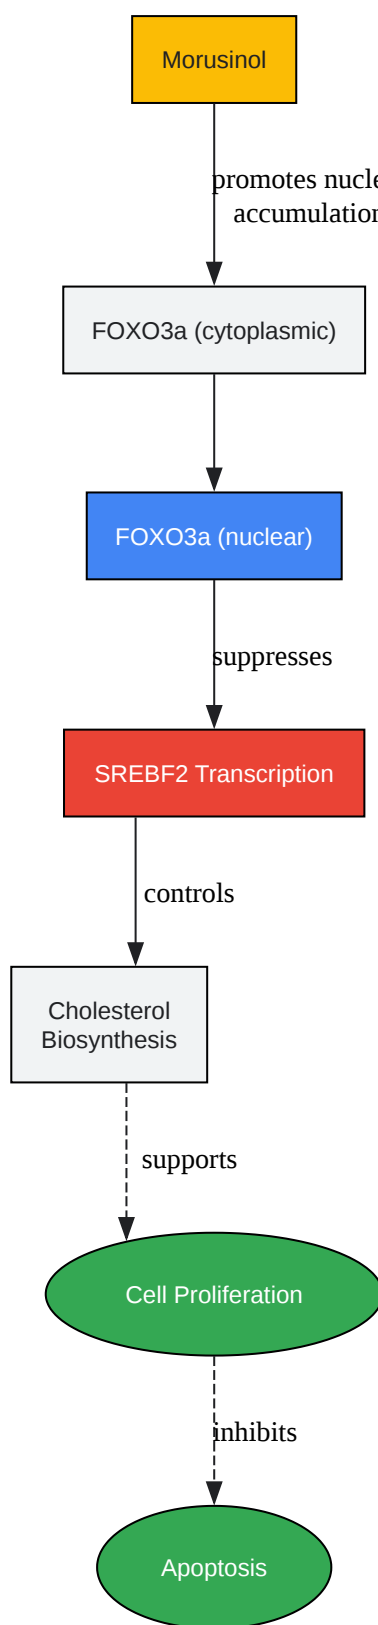 Morusinol
promotes nucle
accumulation
FOXO3a (cytoplasmic)
FOXO3a (nuclear)
suppresses
SREBF2 Transcription
controls
Cholesterol
Biosynthesis
supports
Cell Proliferation
inhibits
Apoptosis